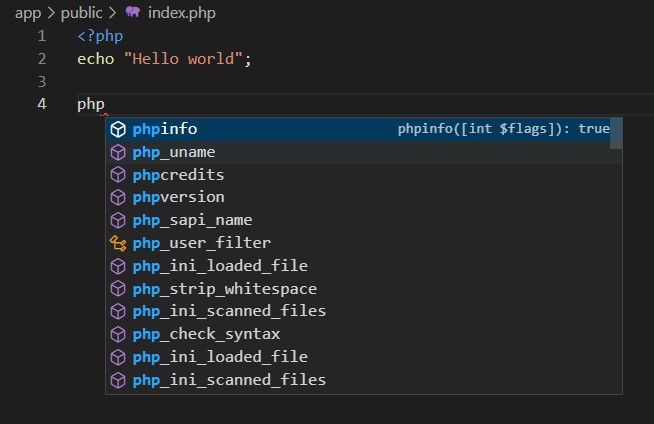 app > public > index.php
1 <?php
2 echo "Hello world";
3
4 php
phpinfo phpinfo([int $flags]): true
php_uname
phpcredits
phpversion
php_sapi_name
php_user_filter
php_ini_loaded_file
php_strip_whitespace
php_ini_scanned_files
php_check_syntax
php_ini_loaded_file
php_ini_scanned_files